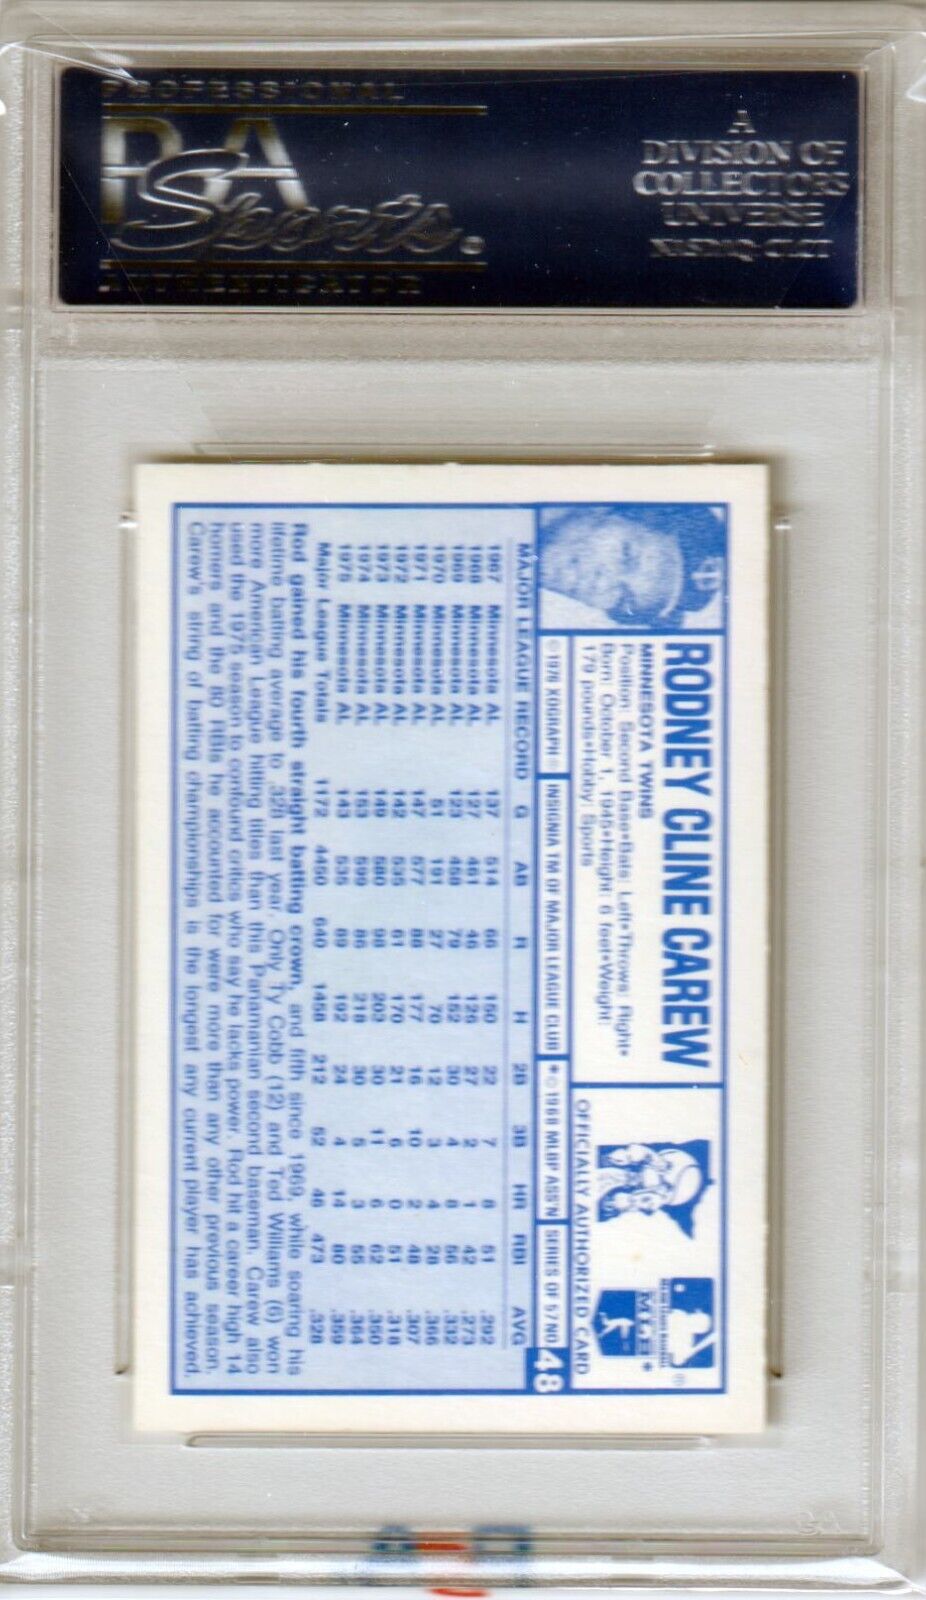 PROFESSIONAL
PSA
Sports
AUTHENTICATOR
A
DIVISION OF
COLLECTORS
UNIVERSE
NASDAQ: CLCT
RODNEY CLINE CAREW
MINNESOTA TWINS
Position: Second Base•Bats: Left•Throws: Right•
Born: October 1, 1945•Height: 6 feet•Weight:
179 pounds•Hobby: Sports
OFFICIALLY AUTHORIZED CARD
© 1976 XOGRAPH ® INSIGNIA TM OF MAJOR LEAGUE CLUB * © 1968 MLBP ASS'N SERIES OF 57 NO. 48
MAJOR LEAGUE RECORD G AB R H 2B 3B HR RBI AVG
1967 Minnesota AL 137 514 66 150 22 7 8 51 .292
1968 Minnesota AL 127 461 46 126 27 2 1 42 .273
1969 Minnesota AL 123 458 79 152 30 4 8 56 .332
1970 Minnesota AL 51 191 27 70 12 3 4 28 .366
1971 Minnesota AL 147 577 88 177 16 10 2 48 .307
1972 Minnesota AL 142 535 61 170 21 6 0 51 .318
1973 Minnesota AL 149 580 98 203 30 11 6 62 .350
1974 Minnesota AL 153 599 86 218 30 5 3 55 .364
1975 Minnesota AL 143 535 89 192 24 4 14 80 .359
Major League Totals 1172 4450 640 1458 212 52 46 473 .328
Rod gained his fourth straight batting crown, and fifth since 1969, while soaring his
lifetime batting average to .328 last year. Only Ty Cobb (12) and Ted Williams (6) won
more American League hitting titles than this Panamanian second baseman. Carew also
used the 1975 season to confound critics who say he lacks power. Rod hit a career high 14
homers and the 80 RBIs he accounted for were more than any other previous season.
Carew's string of batting championships is the longest any current player has achieved.